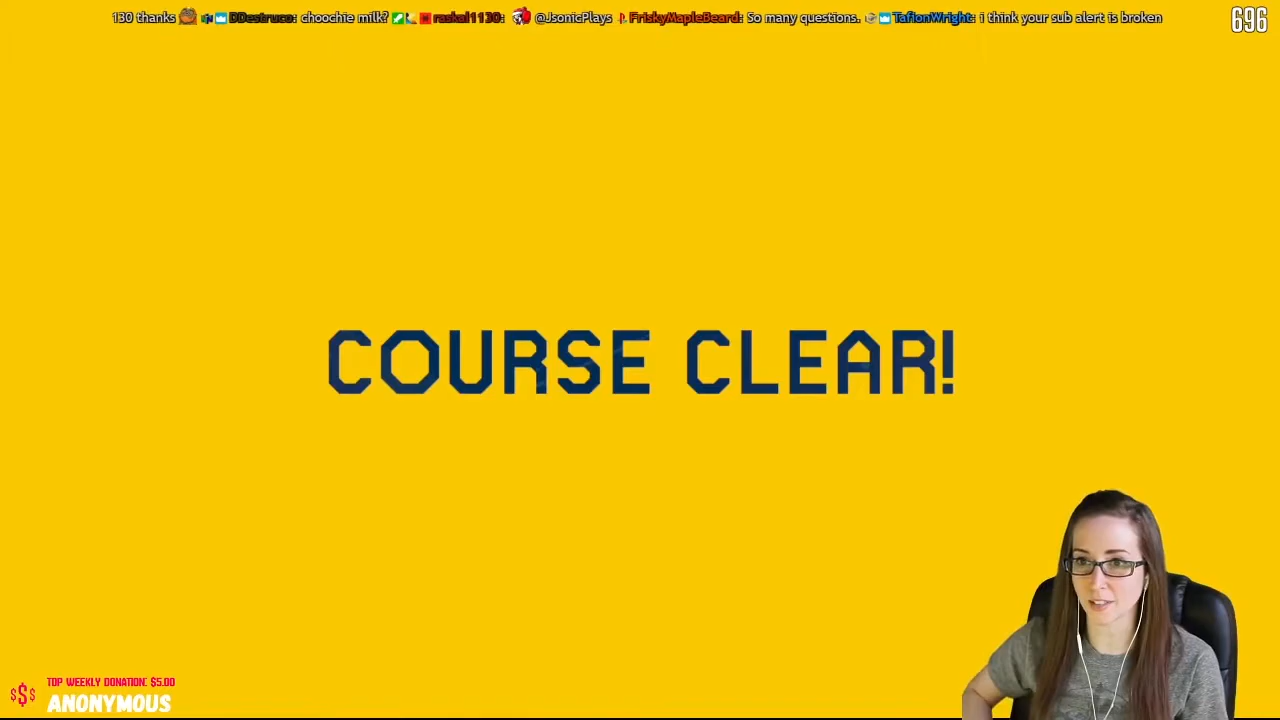 130 thanks DDestruco: choochie milk? raskal1130: @JsonicPlays FriskyMapleBeard: So many questions. TaflonWright: i think your sub alert is broken
696
COURSE CLEAR!
TOP WEEKLY DONATION: $5.00
ANONYMOUS